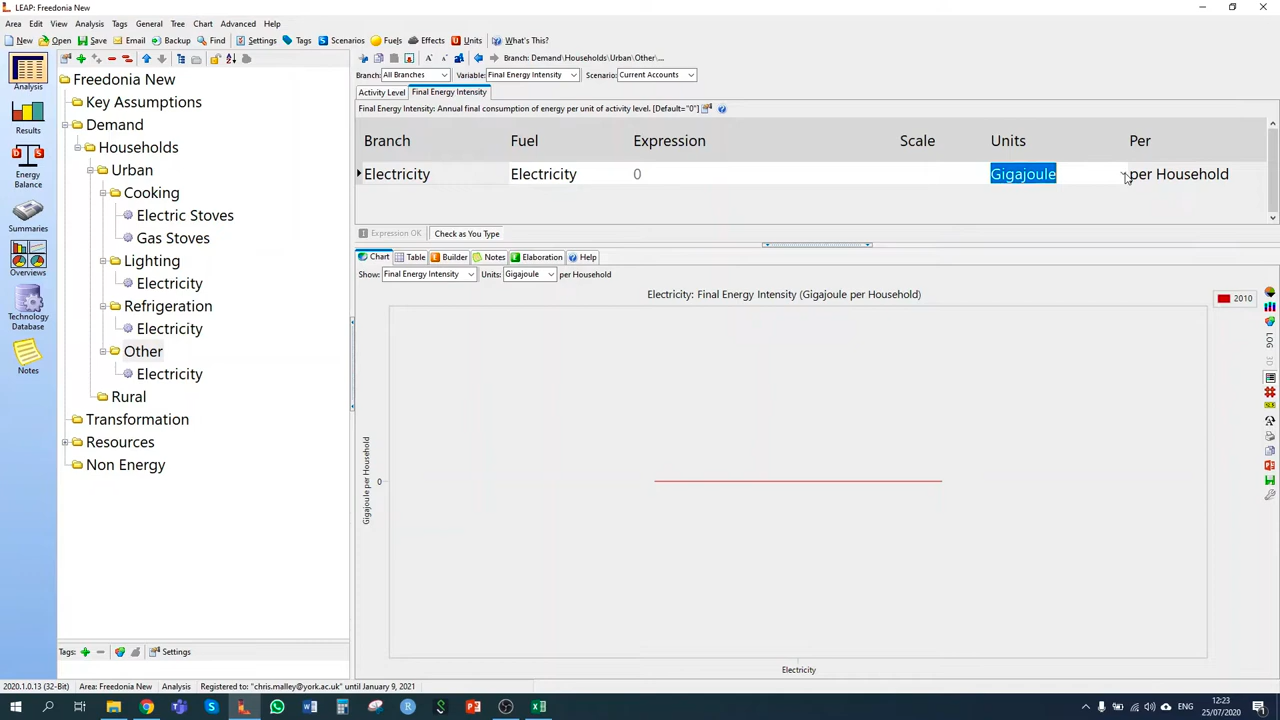 LEAP: Freedonia New
Area Edit View Analysis Tags General Tree Chart Advanced Help
New Open Save Email Backup Find Settings Tags Scenarios Fuels Effects Units What's This?
Analysis
Results
Energy
Balance
Summaries
Overviews
Technology
Database
Notes
Freedonia New
Key Assumptions
Demand
Households
Urban
Cooking
Electric Stoves
Gas Stoves
Lighting
Electricity
Refrigeration
Electricity
Other
Electricity
Rural
Transformation
Resources
Non Energy
Tags: Settings
Branch: Demand\Households\Urban\Other\...
Branch: All Branches Variable: Final Energy Intensity Scenario: Current Accounts
Activity Level Final Energy Intensity
Final Energy Intensity: Annual final consumption of energy per unit of activity level. [Default="0"]
Branch Fuel Expression Scale Units Per
Electricity Electricity 0 Gigajoule per Household
Expression OK Check as You Type
Chart Table Builder Notes Elaboration Help
Show: Final Energy Intensity Units: Gigajoule per Household
Electricity: Final Energy Intensity (Gigajoule per Household)
2010
LOG
3D
Gigajoule per Household
0
Electricity
2020.1.0.13 (32-Bit) Area: Freedonia New Analysis Registered to: chris.malley@york.ac.uk until January 9, 2021
12:23
25/07/2020